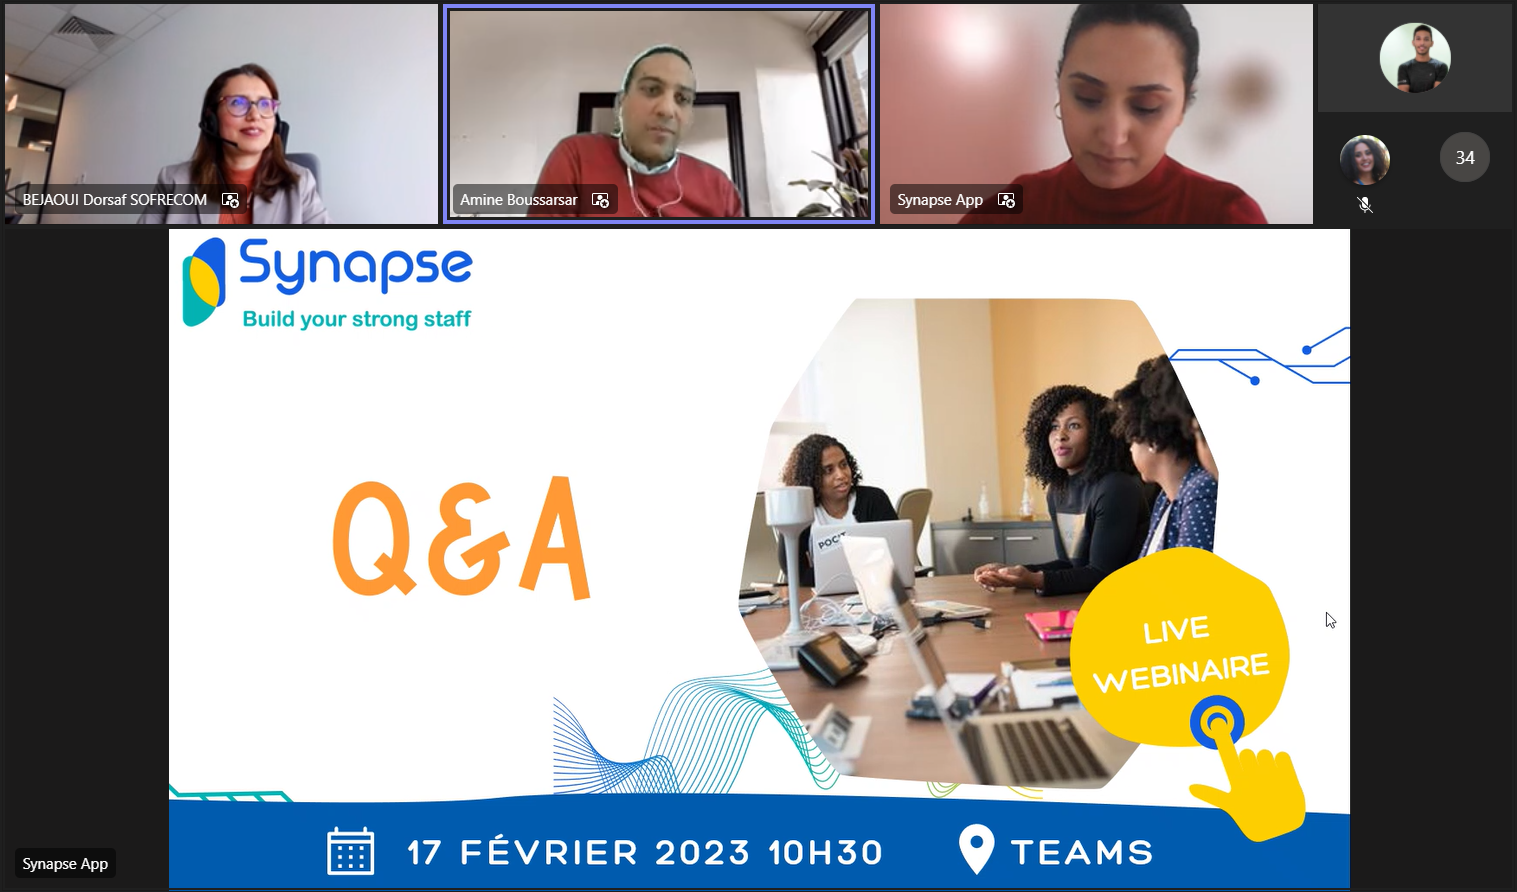 BEJAOUI Dorsaf SOFRECOM
Amine Boussarsar
Synapse App
34
Synapse
Build your strong staff
Q&A
POCIT
LIVE
WEBINAIRE
17 FÉVRIER 2023 10H30
TEAMS
Synapse App